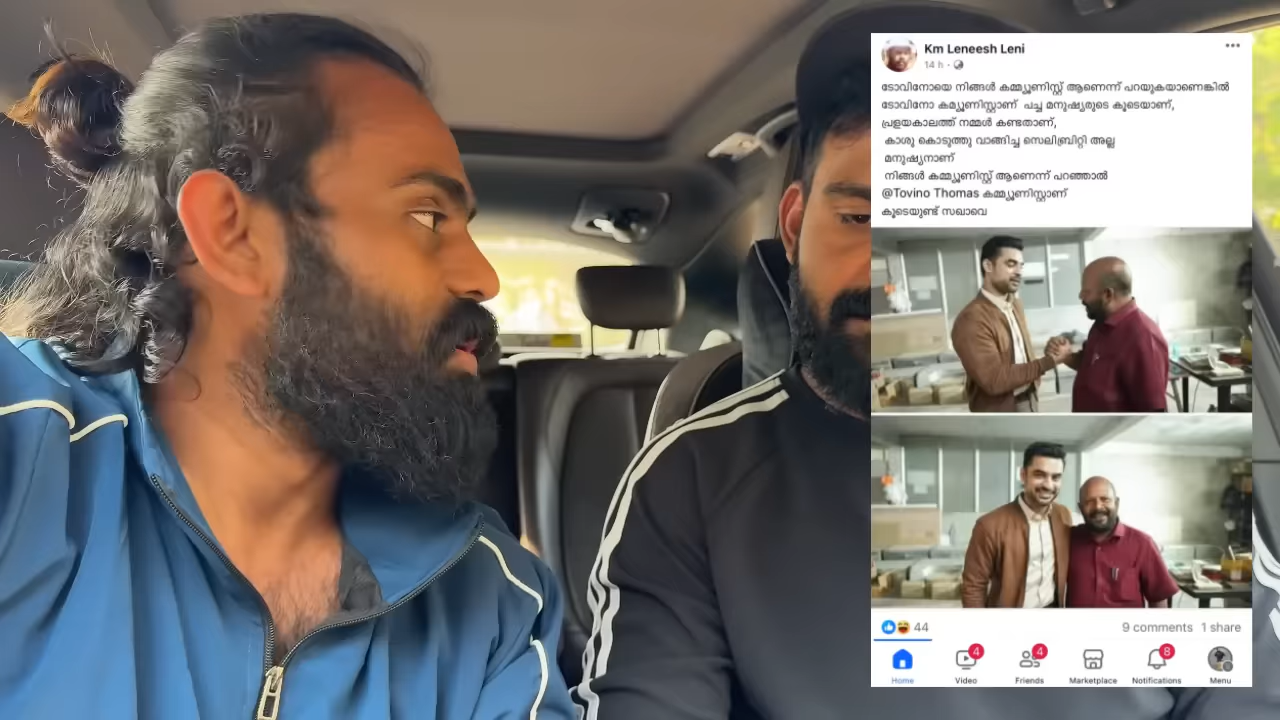 Km Leneesh Leni
14 h ·
ടോവിനോയെ നിങ്ങൾ കമ്മ്യൂണിസ്റ്റ് ആണെന്ന് പറയുകയാണെങ്കിൽ
ടോവിനോ കമ്യൂണിസ്റ്റാണ് പച്ച മനുഷ്യരുടെ കൂടെയാണ്,
പ്രളയകാലത്ത് നമ്മൾ കണ്ടതാണ്,
കാശു കൊടുത്തു വാങ്ങിച്ച സെലിബ്രിറ്റി അല്ല
മനുഷ്യനാണ്
നിങ്ങൾ കമ്മ്യൂണിസ്റ്റ് ആണെന്ന് പറഞ്ഞാൽ
@Tovino Thomas കമ്മ്യൂണിസ്റ്റാണ്
കൂടെയുണ്ട് സഖാവെ
44 9 comments 1 share
4 4 8
Home Video Friends Marketplace Notifications Menu